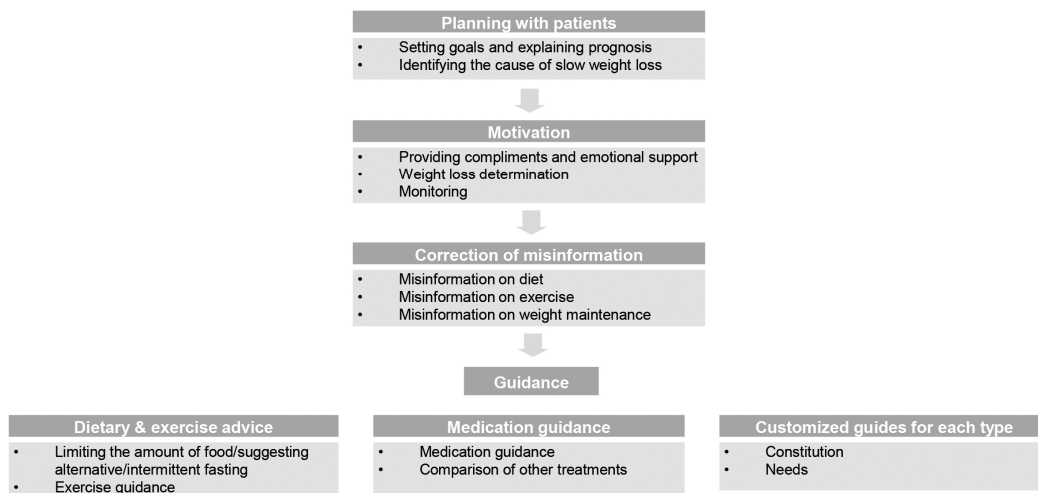 Planning with patients
• Setting goals and explaining prognosis
• Identifying the cause of slow weight loss
Motivation
• Providing compliments and emotional support
• Weight loss determination
• Monitoring
Correction of misinformation
• Misinformation on diet
• Misinformation on exercise
• Misinformation on weight maintenance
Guidance
Dietary & exercise advice
• Limiting the amount of food/suggesting
alternative/intermittent fasting
• Exercise guidance
Medication guidance
• Medication guidance
• Comparison of other treatments
Customized guides for each type
• Constitution
• Needs